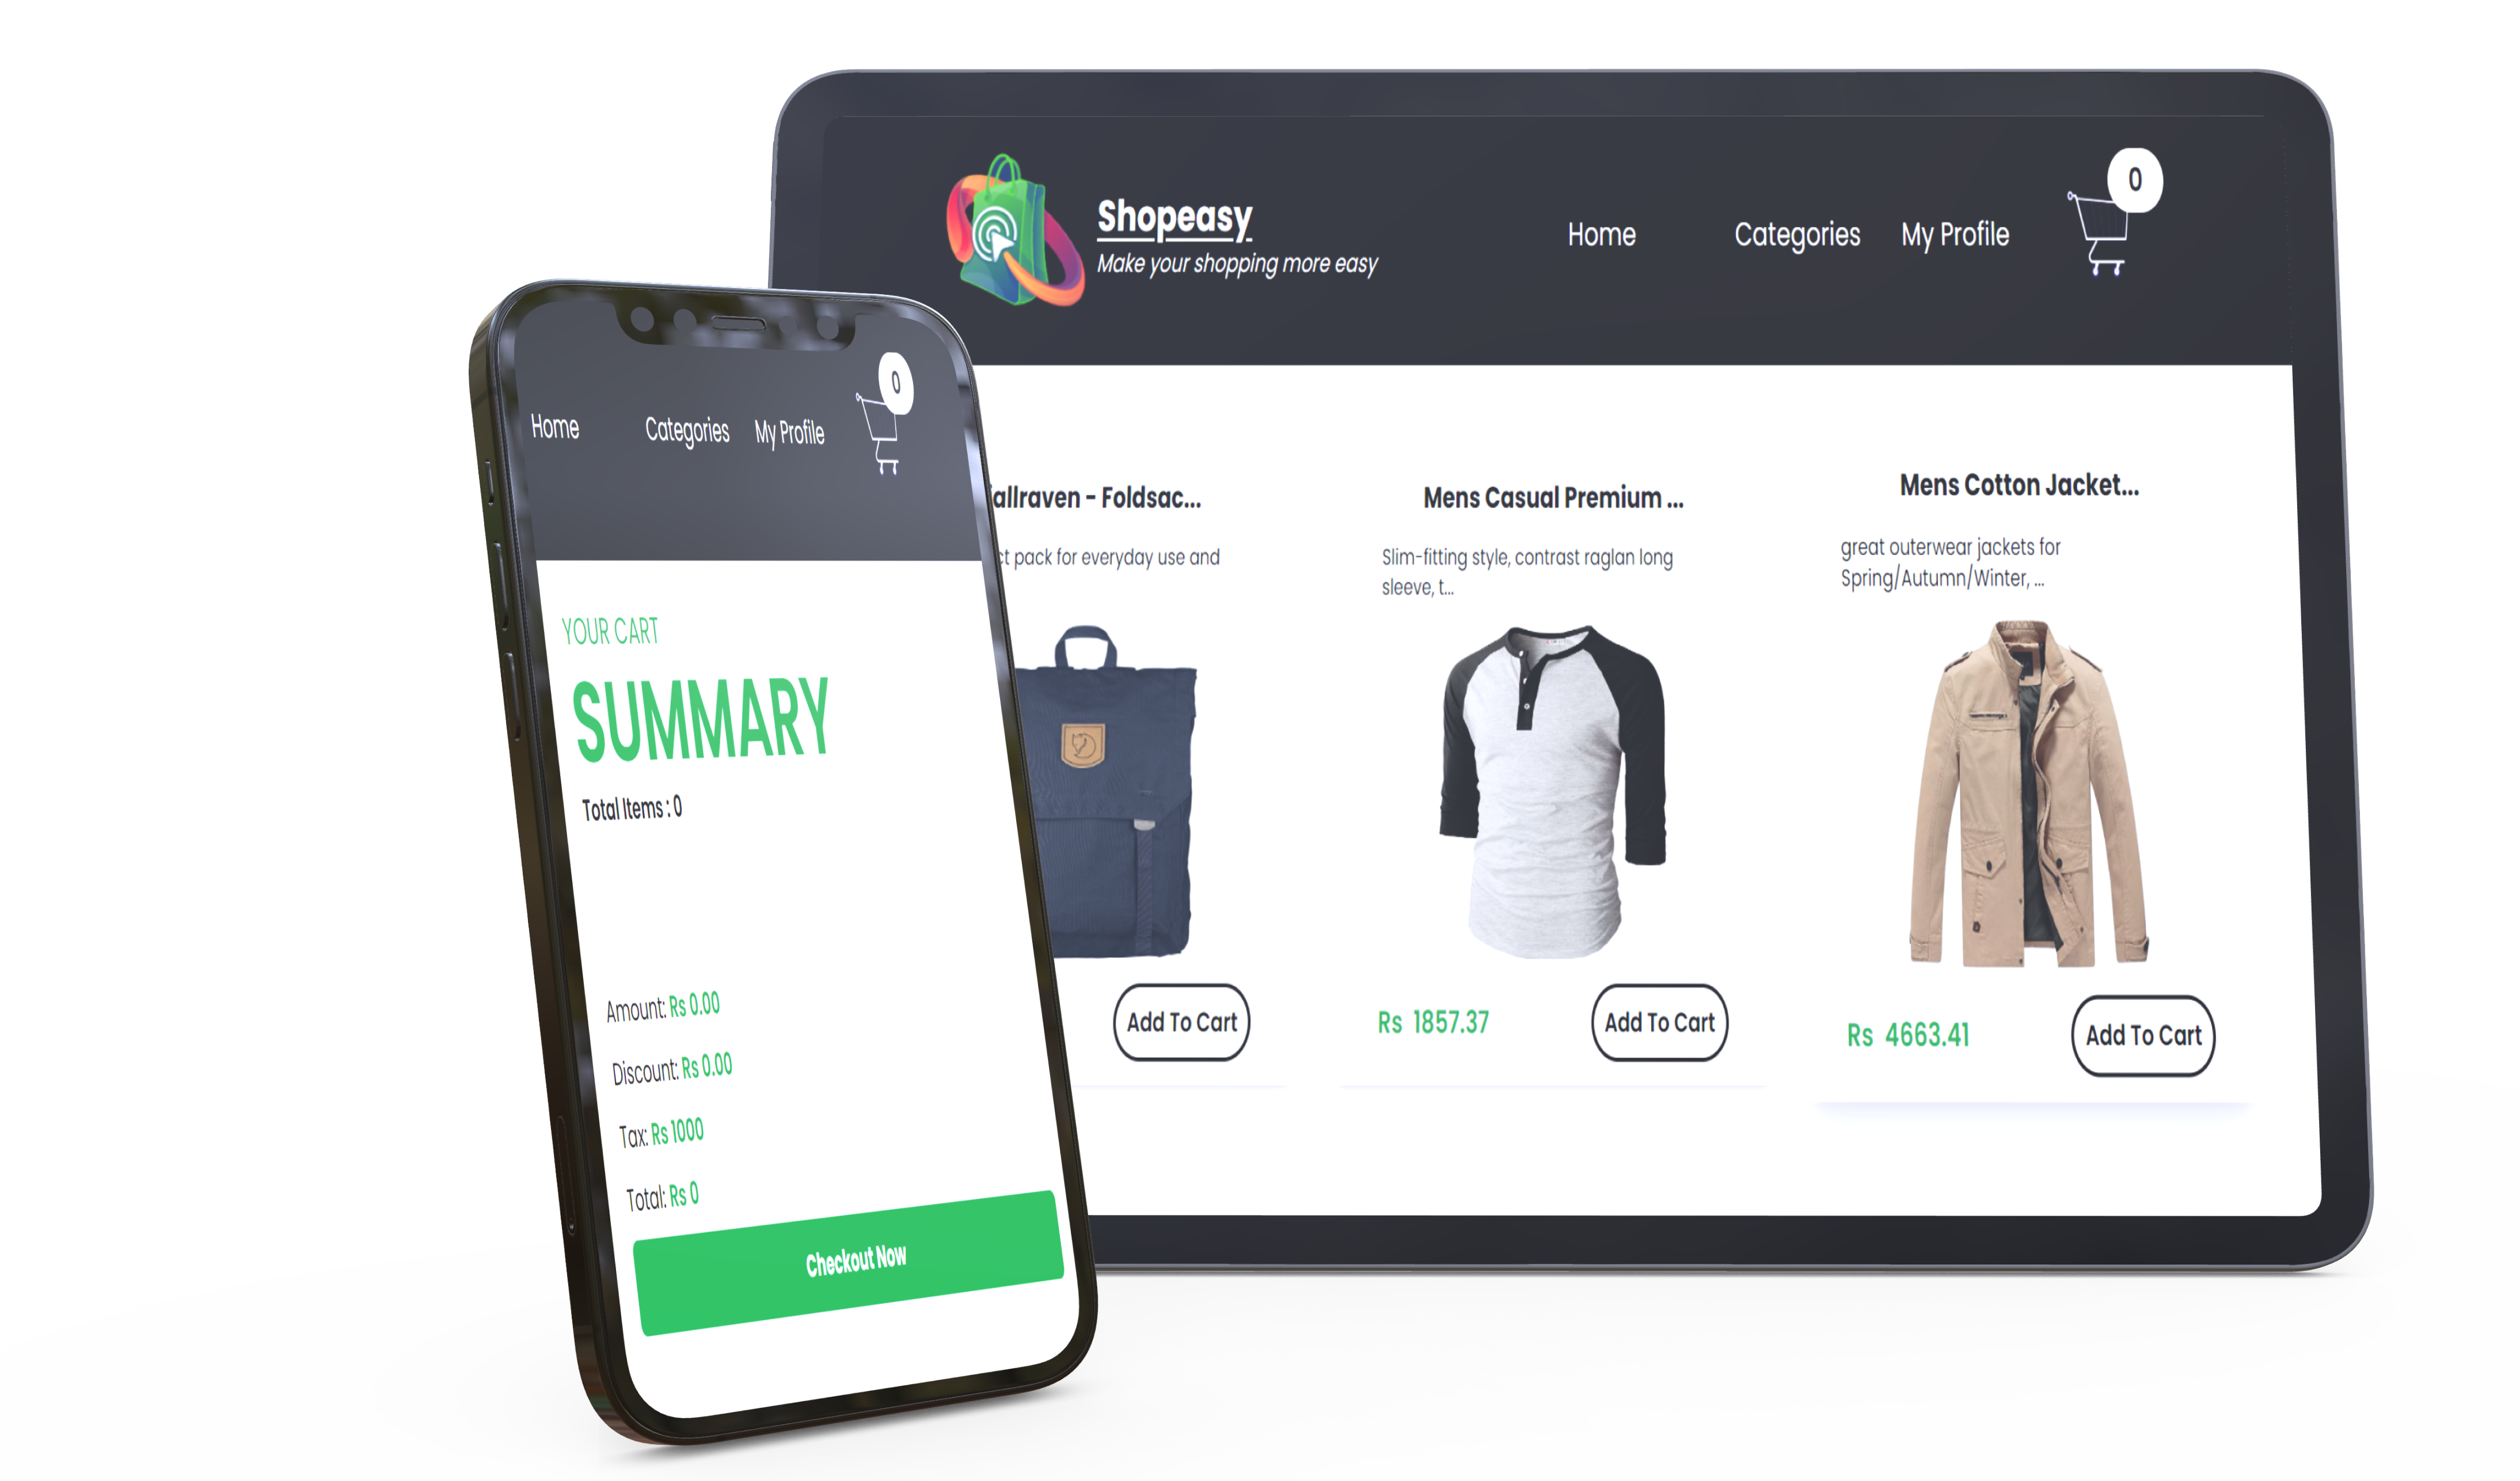 Shopeasy
Make your shopping more easy
Home Categories My Profile 0
allraven - Foldsac...
ct pack for everyday use and
Add To Cart
Mens Casual Premium ...
Slim-fitting style, contrast raglan long
sleeve, t...
Rs 1857.37 Add To Cart
Mens Cotton Jacket...
great outerwear jackets for
Spring/Autumn/Winter, ...
Rs 4663.41 Add To Cart
Home Categories My Profile 0
YOUR CART
SUMMARY
Total Items : 0
Amount: Rs 0.00
Discount: Rs 0.00
Tax: Rs 1000
Total: Rs 0
Checkout Now